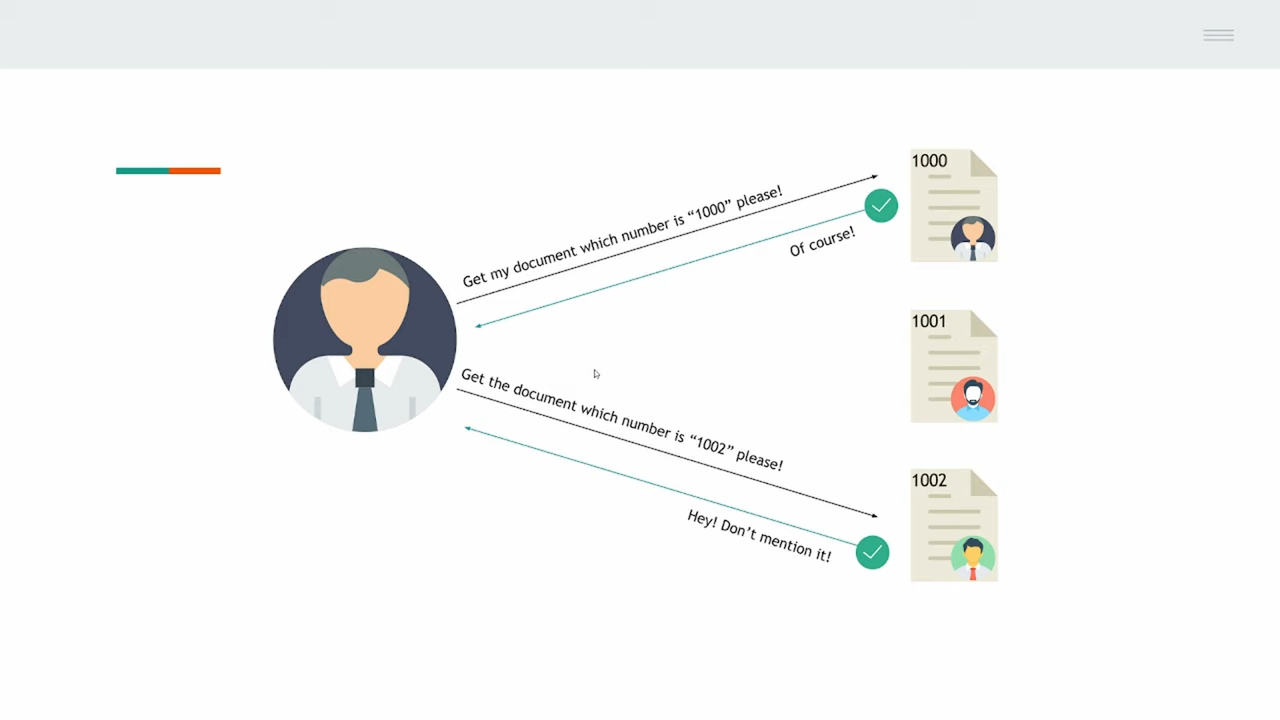 1000
Get my document which number is “1000” please!
Of course!
1001
Get the document which number is “1002” please!
1002
Hey! Don’t mention it!